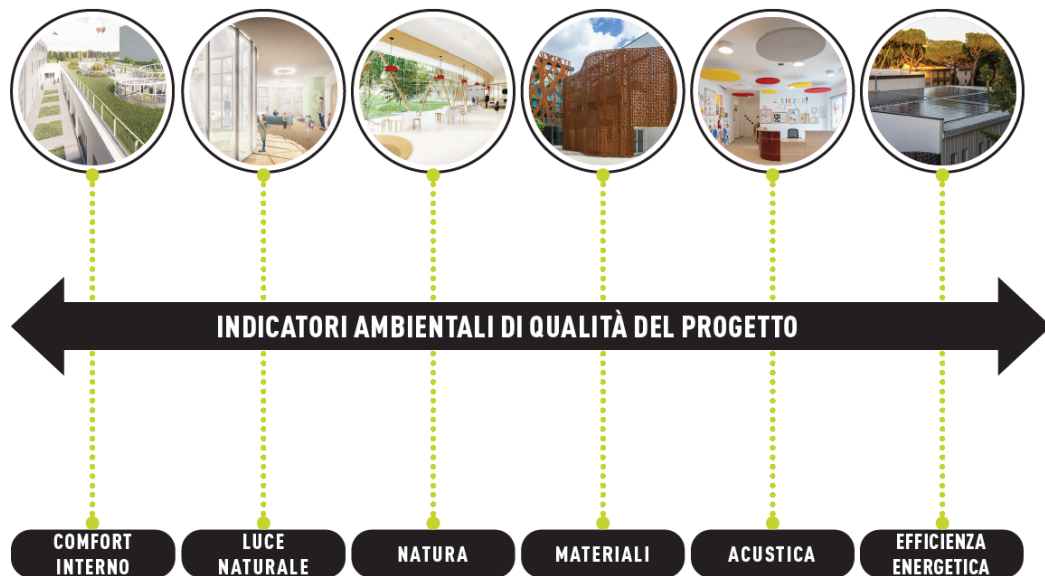 INDICATORI AMBIENTALI DI QUALITÀ DEL PROGETTO
COMFORT
INTERNO
LUCE
NATURALE
NATURA
MATERIALI
ACUSTICA
EFFICIENZA
ENERGETICA